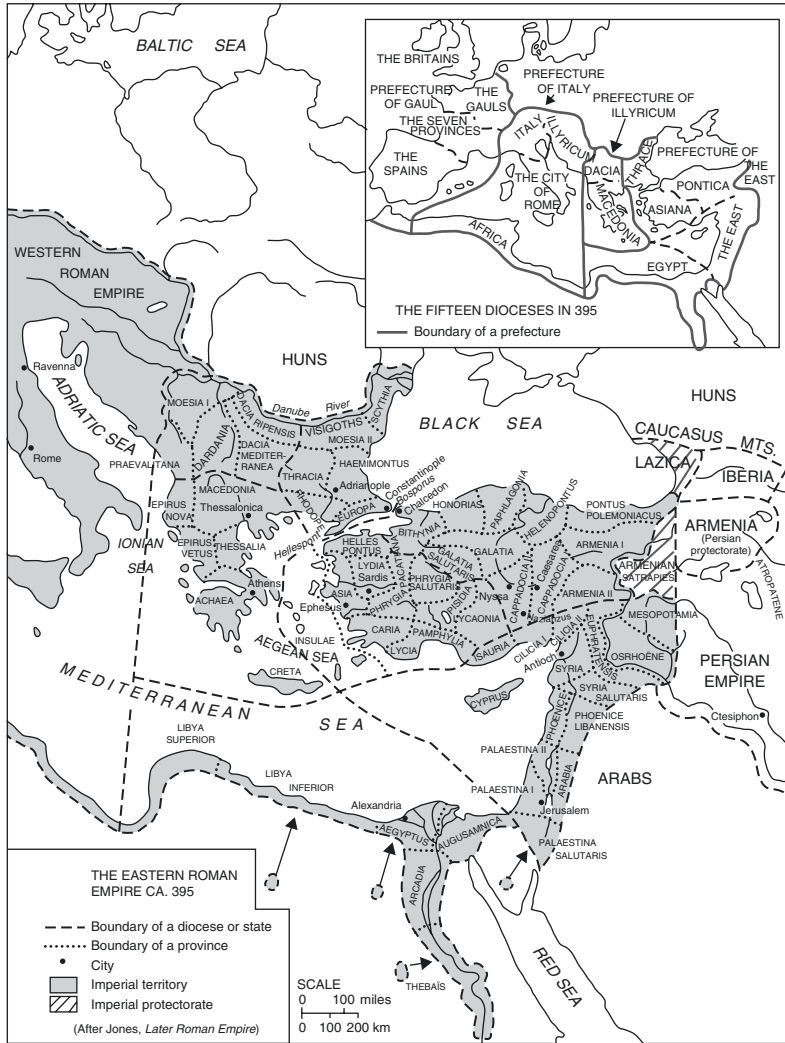 BALTIC SEA
THE BRITAINS
PREFECTURE
OF GAUL
THE
GAULS
PREFECTURE
OF ITALY
PREFECTURE OF
ILLYRICUM
THE SEVEN
PROVINCES
ITALY
ILLYRICUM
THE
SPAINS
THE CITY
OF
ROME
DACIA
MACEDONIA
THRACE
PREFECTURE OF
THE
EAST
PONTICA
ASIANA
THE EAST
AFRICA
EGYPT
THE FIFTEEN DIOCESES IN 395
Boundary of a prefecture
WESTERN
ROMAN
EMPIRE
HUNS
Ravenna
ADRIATIC SEA
Rome
MOESIA I
DACIA RIPENSIS
Danube River
VISIGOTHS
SCYTHIA
BLACK SEA
HUNS
CAUCASUS MTS.
LAZICA
IBERIA
DARDANIA
DACIA
MEDITER-
RANEA
MOESIA II
PRAEVALITANA
THRACIA
HAEMIMONTUS
Adrianople
Constantinople
Bosporus
Chalcedon
MACEDONIA
Thessalonica
RHODOPE
EUROPA
HONORIAS
PAPHLAGONIA
HELENOPONTUS
PONTUS
POLEMONIACUS
ARMENIA
(Persian
protectorate)
EPIRUS
NOVA
IONIAN
SEA
EPIRUS
VETUS
THESSALIA
Hellespont
HELLES
PONTUS
BITHYNIA
GALATIA
SALUTARIS
GALATIA
ARMENIA I
ARMENIAN
SATRAPIES
ATROPATENE
LYDIA
Sardis
PACATIANA
PHRYGIA
SALUTARIS
PHRYGIA
CAPPADOCIA II
Caesarea
CAPPADOCIA I
Nyssa
ARMENIA II
Athens
ACHAEA
ASIA
Ephesus
PISIDIA
LYCAONIA
Nazianzus
MESOPOTAMIA
AEGEAN SEA
INSULAE
CARIA
PAMPHYLIA
LYCIA
ISAURIA
CILICIA I
CILICIA II
EUPHRATENSIS
OSRHOËNE
Antioch
CRETA
CYPRUS
SYRIA
SYRIA
SALUTARIS
PERSIAN
EMPIRE
Ctesiphon
MEDITERRANEAN
SEA
PHOENICE
PHOENICE
LIBANENSIS
LIBYA
SUPERIOR
LIBYA
INFERIOR
PALAESTINA II
PALAESTINA I
ARABIA
Jerusalem
ARABS
Alexandria
AEGYPTUS
AUGUSAMNICA
PALAESTINA
SALUTARIS
ARCADIA
THEBAÏS
RED SEA
THE EASTERN ROMAN
EMPIRE CA. 395
Boundary of a diocese or state
Boundary of a province
City
Imperial territory
Imperial protectorate
(After Jones, Later Roman Empire)
SCALE
0 100 miles
0 100 200 km